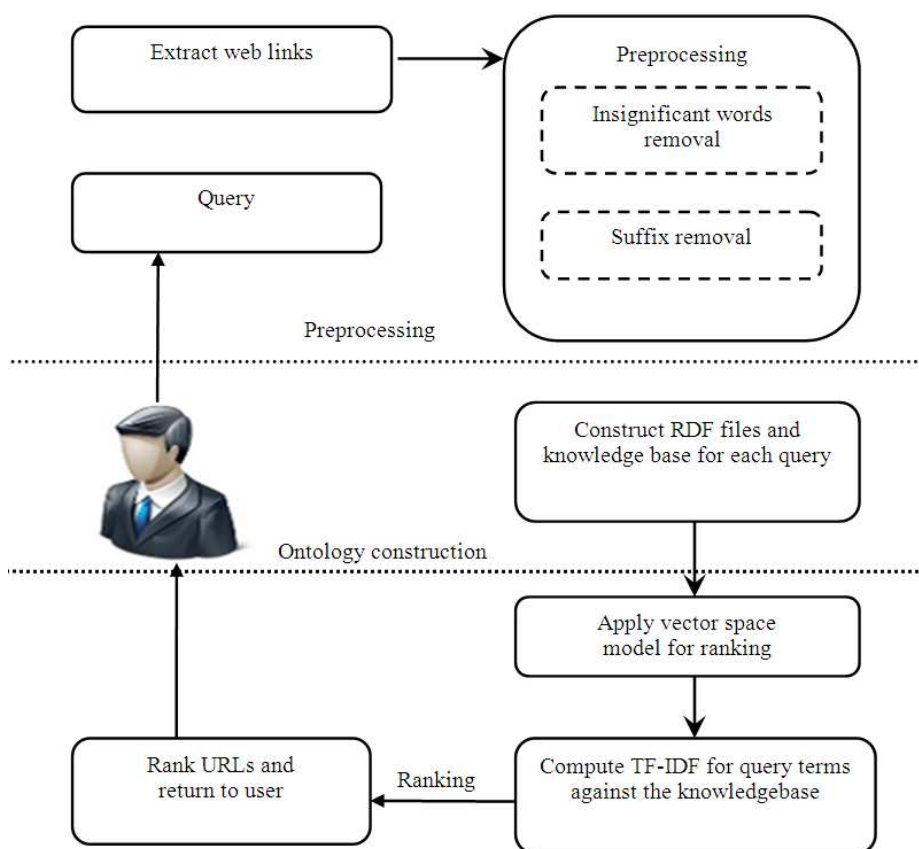 Extract web links
Preprocessing
Insignificant words
removal
Query
Suffix removal
Preprocessing
Construct RDF files and
knowledge base for each query
Ontology construction
Apply vector space
model for ranking
Rank URLs and
return to user
Ranking
Compute TF-IDF for query terms
against the knowledgebase